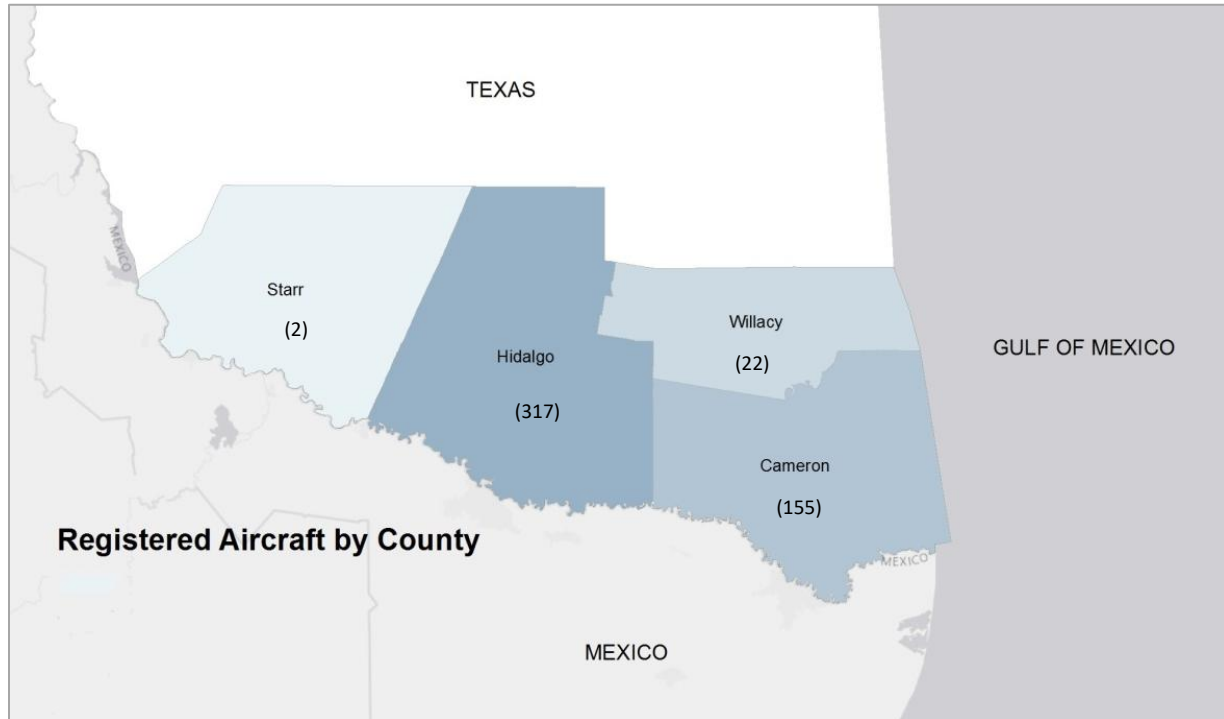 TEXAS
MEXICO
Starr
(2)
Willacy
(22)
Hidalgo
(317)
GULF OF MEXICO
Cameron
(155)
Registered Aircraft by County
MEXICO
MEXICO